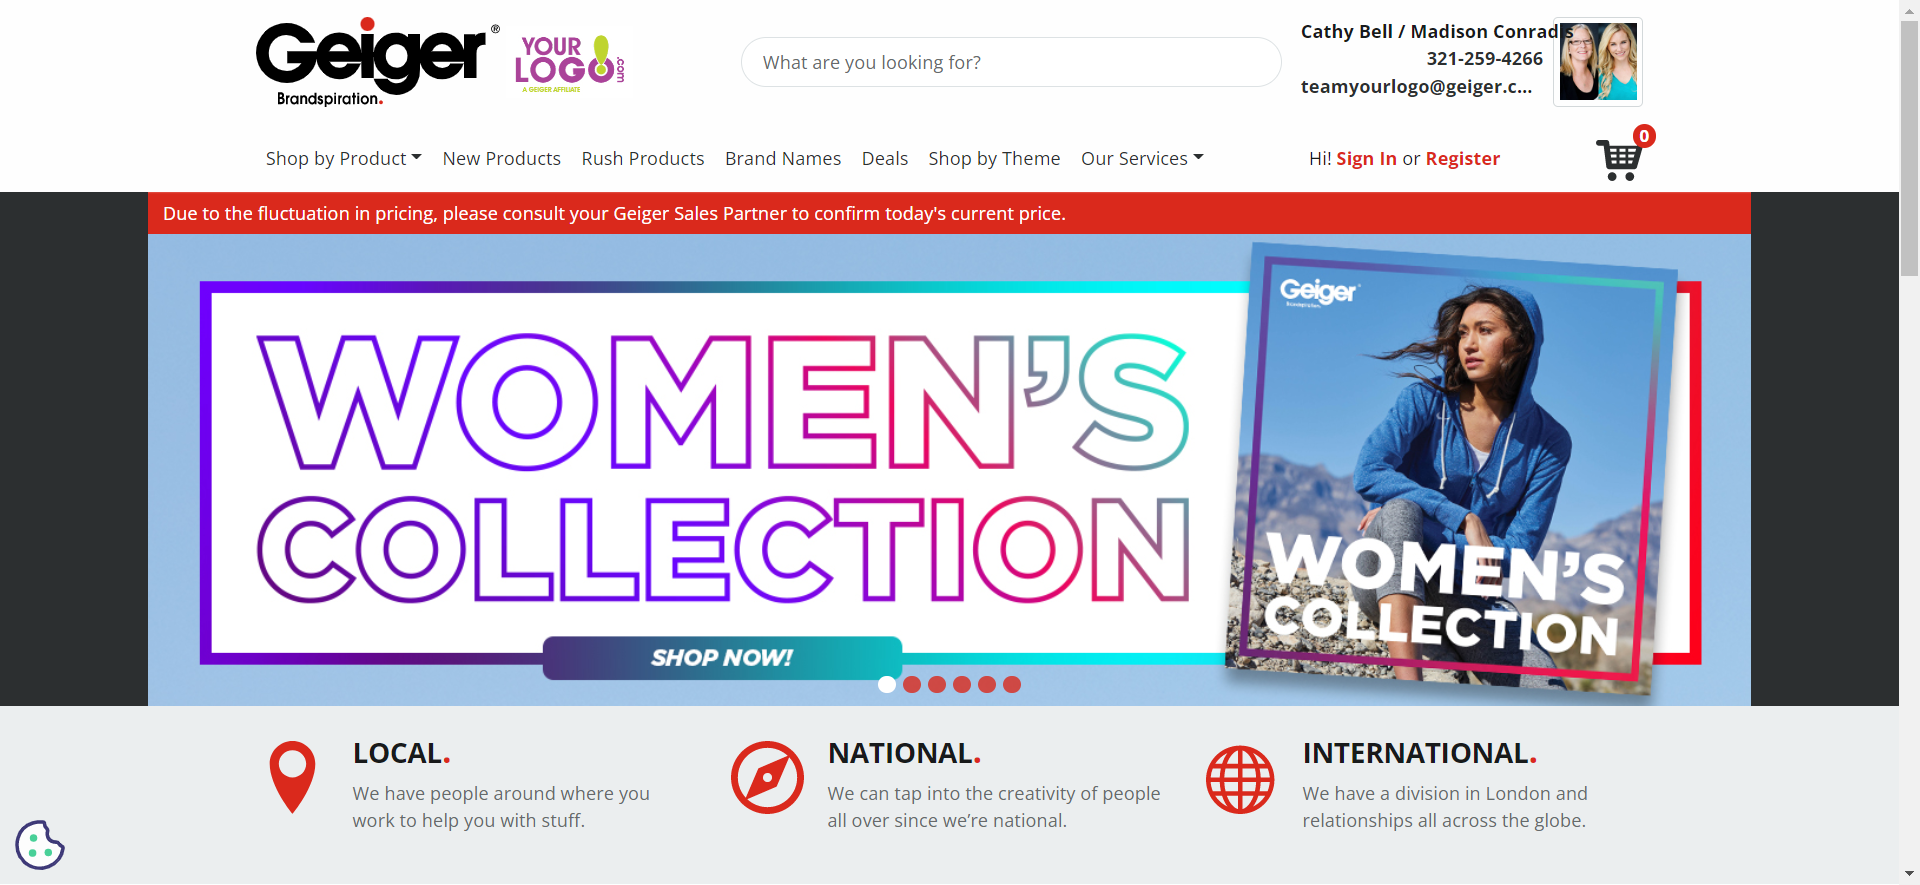 Geiger®
Brandspiration.
YOUR
LOGO!.com
A GEIGER AFFILIATE
What are you looking for?
Cathy Bell / Madison Conrad's
321-259-4266
teamyourlogo@geiger.c...
Shop by Product
New Products
Rush Products
Brand Names
Deals
Shop by Theme
Our Services
Hi! Sign In or Register
0
Due to the fluctuation in pricing, please consult your Geiger Sales Partner to confirm today's current price.
WOMEN'S
COLLECTION
SHOP NOW!
Geiger
Brandspiration.
WOMEN'S
COLLECTION
LOCAL.
We have people around where you
work to help you with stuff.
NATIONAL.
We can tap into the creativity of people
all over since we're national.
INTERNATIONAL.
We have a division in London and
relationships all across the globe.